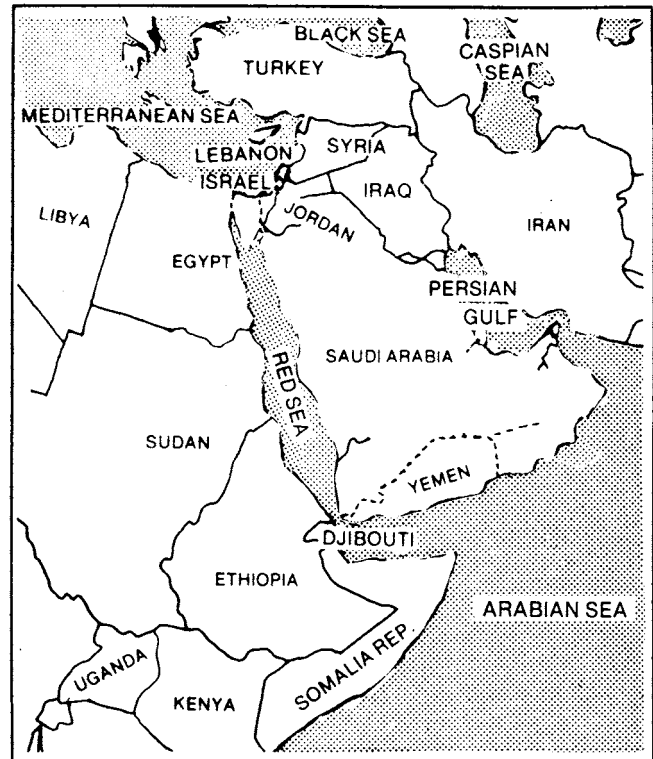 BLACK SEA
CASPIAN
SEA
TURKEY
MEDITERRANEAN SEA
LEBANON
SYRIA
ISRAEL
IRAQ
JORDAN
LIBYA
IRAN
EGYPT
PERSIAN
GULF
RED SEA
SAUDI ARABIA
SUDAN
YEMEN
DJIBOUTI
ETHIOPIA
ARABIAN SEA
UGANDA
SOMALIA REP.
KENYA